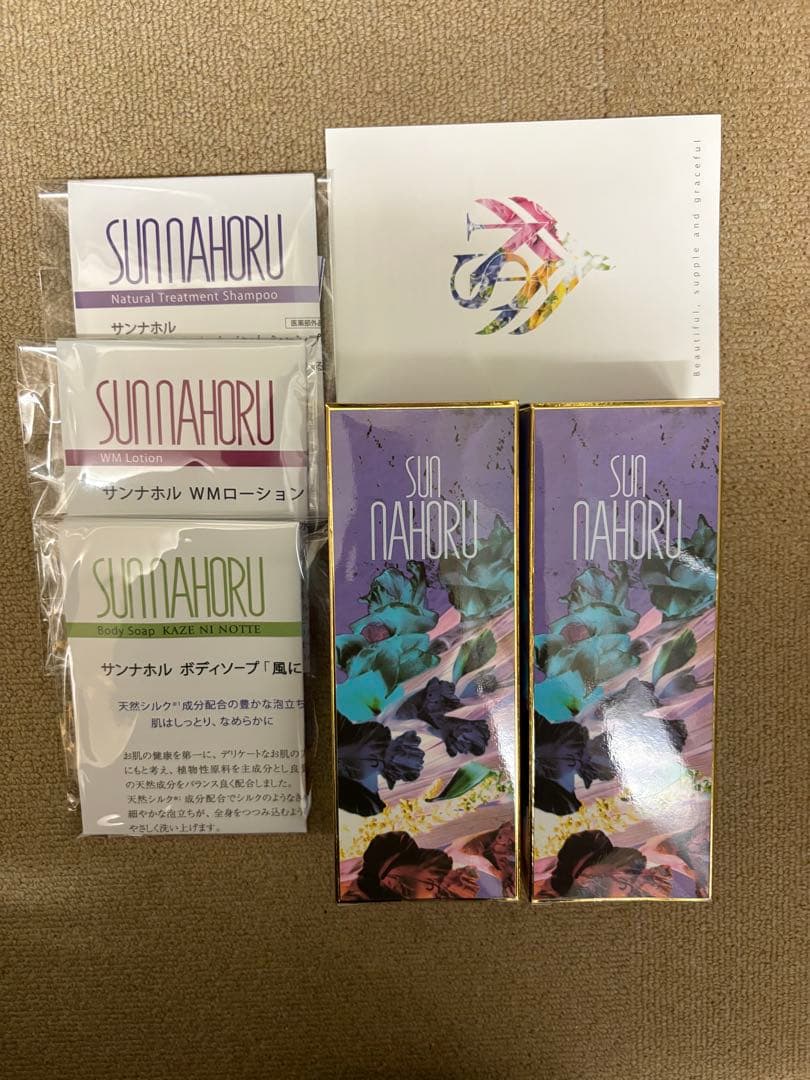 SUNNAHORU
Natural Treatment Shampoo
サンナホル
医薬部外品
SUNNAHORU
WM Lotion
サンナホル WMローション
SUNNAHORU
Body Soap KAZE NI NOTTE
サンナホル ボディソープ「風に
天然シルク※1成分配合の豊かな泡立ち
肌はしっとり、なめらかに
お肌の健康を第一に、デリケートなお肌の
にもと考え、植物性原料を主成分とし良質
の天然成分をバランス良く配合しました。
天然シルク※1成分配合でシルクのような
細やかな泡立ちが、全身をつつみ込むよう
やさしく洗い上げます。
Beautiful, supple and graceful
SUN
NAHORU
SUN
NAHORU